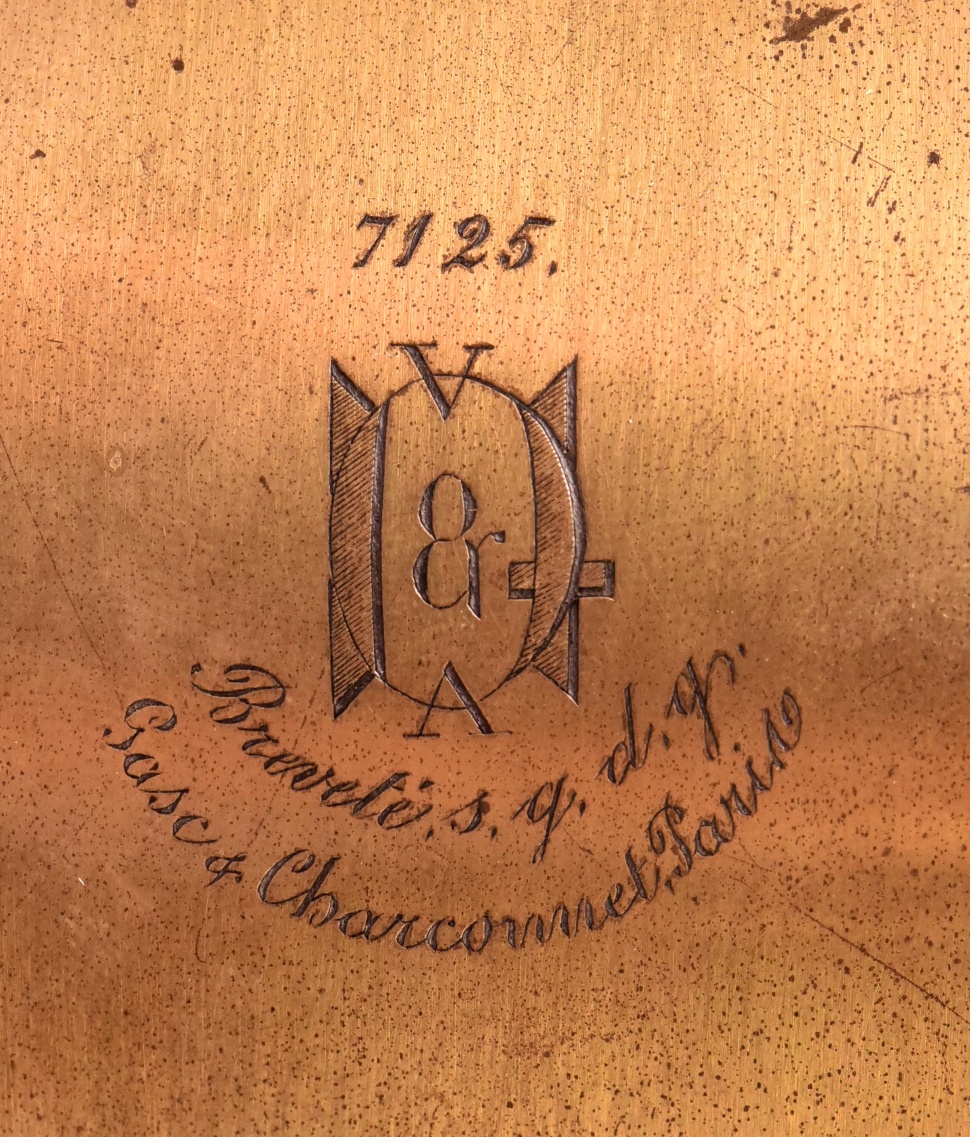 7125.
V
&
A
Breveté. s. g. d. g.
Gasc & Charconnet, Paris